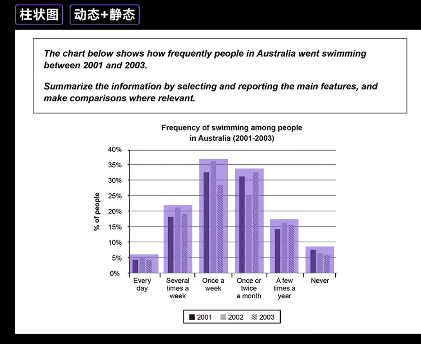 柱状图 动态+静态
The chart below shows how frequently people in Australia went swimming
between 2001 and 2003.
Summarize the information by selecting and reporting the main features, and
make comparisons where relevant.
Frequency of swimming among people
in Australia (2001-2003)
% of people
40%
35%
30%
25%
20%
15%
10%
5%
0%
Every
day
Several
times a
week
Once a
week
Once or
twice
a month
A few
times a
year
Never
2001 2002 2003